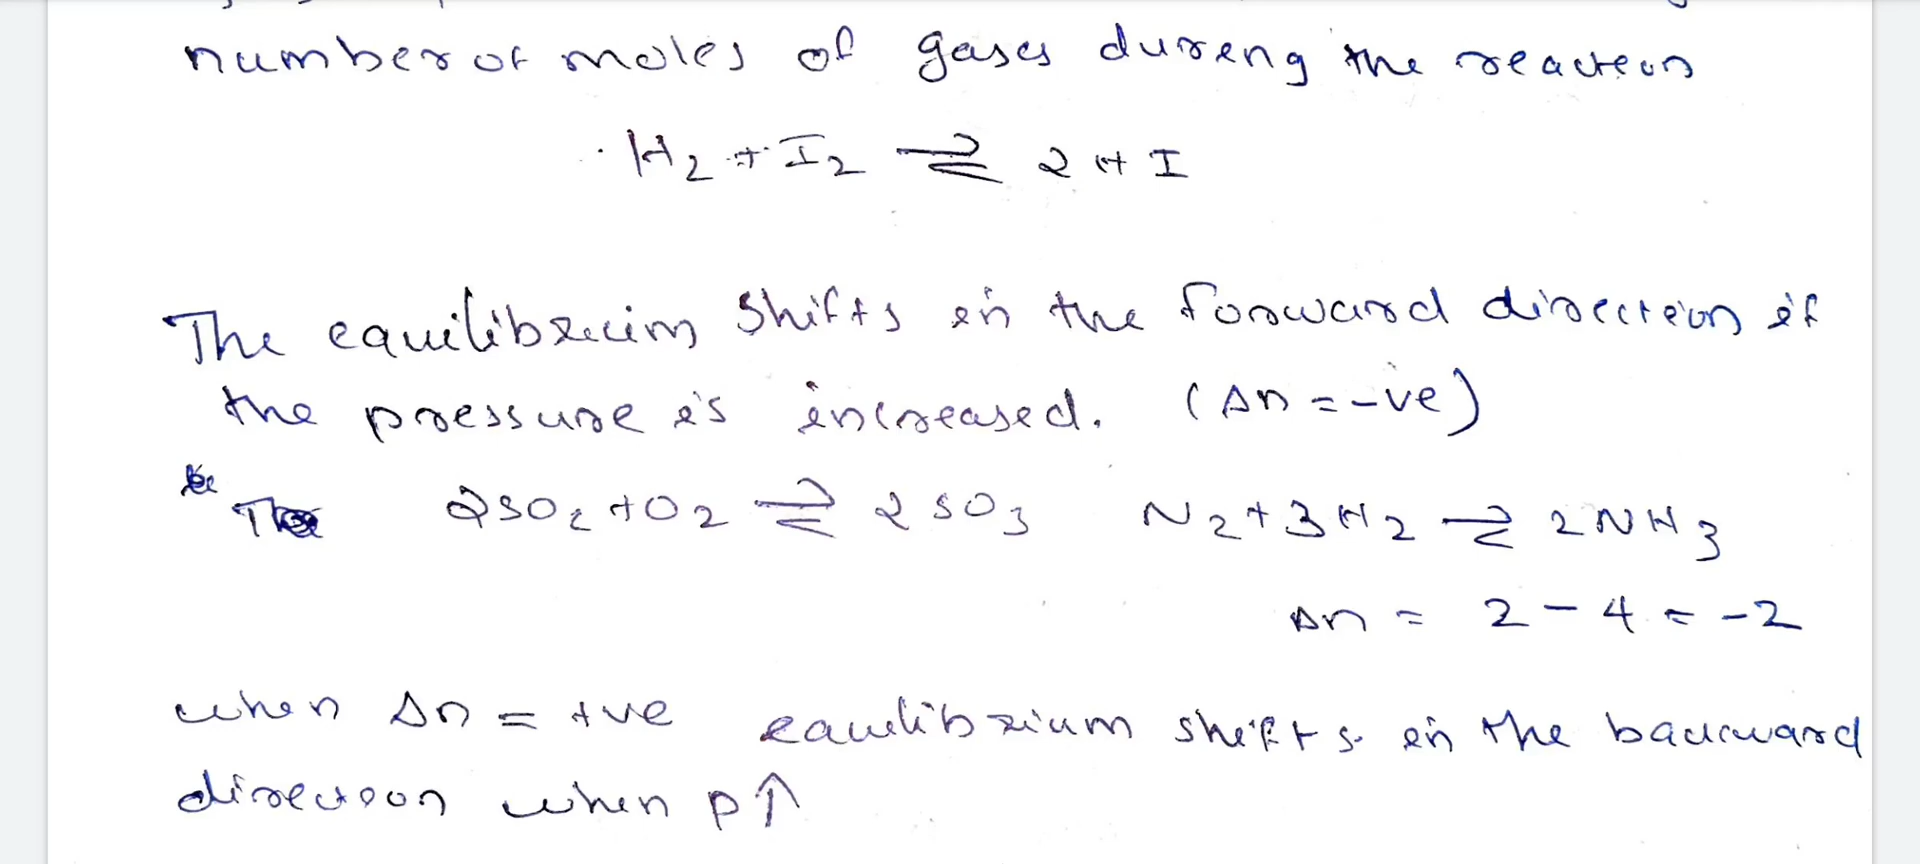 number of moles of gases during the reaction
H2 + I2 ⇌ 2HI
The equilibrium shifts in the forward direction if
the pressure is increased. (Δn = -ve)
The 2SO2 + O2 ⇌ 2SO3 N2 + 3H2 ⇌ 2NH3
Δn = 2 - 4 = -2
when Δn = +ve equilibrium shifts in the backward
direction when P↑